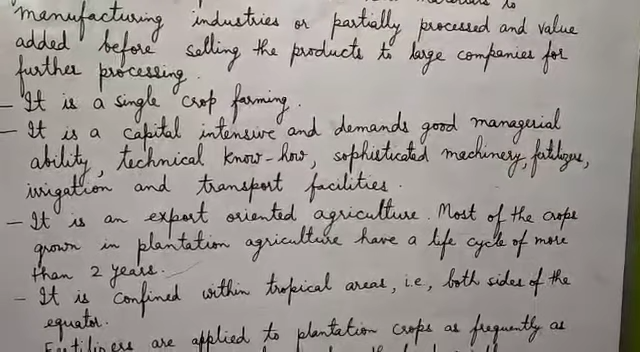 to
manufacturing industries or partially processed and value
added before selling the products to large companies for
further processing.
- It is a single crop farming.
- It is a capital intensive and demands good managerial
ability, technical know-how, sophisticated machinery, fertilizers,
irrigation and transport facilities.
- It is an export oriented agriculture. Most of the crops
grown in plantation agriculture have a life cycle of more
than 2 years.
- It is confined within tropical areas, i.e., both sides of the
equator.
Fertilizers are applied to plantation crops as frequently as